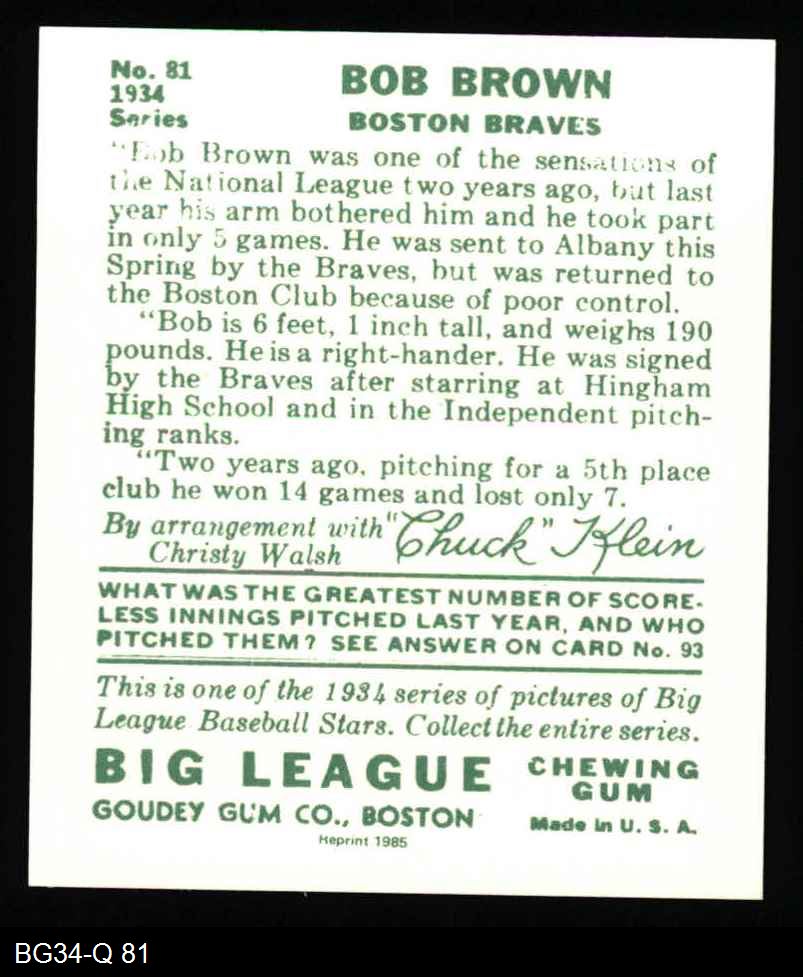 No. 81
1934
Series
BOB BROWN
BOSTON BRAVES
"Bob Brown was one of the sensations of
the National League two years ago, but last
year his arm bothered him and he took part
in only 5 games. He was sent to Albany this
Spring by the Braves, but was returned to
the Boston Club because of poor control.
"Bob is 6 feet, 1 inch tall, and weighs 190
pounds. He is a right-hander. He was signed
by the Braves after starring at Hingham
High School and in the Independent pitch-
ing ranks.
"Two years ago, pitching for a 5th place
club he won 14 games and lost only 7.
By arrangement with "Chuck" Klein
Christy Walsh
WHAT WAS THE GREATEST NUMBER OF SCORE-
LESS INNINGS PITCHED LAST YEAR, AND WHO
PITCHED THEM? SEE ANSWER ON CARD No. 93
This is one of the 1934 series of pictures of Big
League Baseball Stars. Collect the entire series.
BIG LEAGUE CHEWING
GUM
GOUDEY GUM CO., BOSTON Made in U. S. A.
Reprint 1985
BG34-Q 81